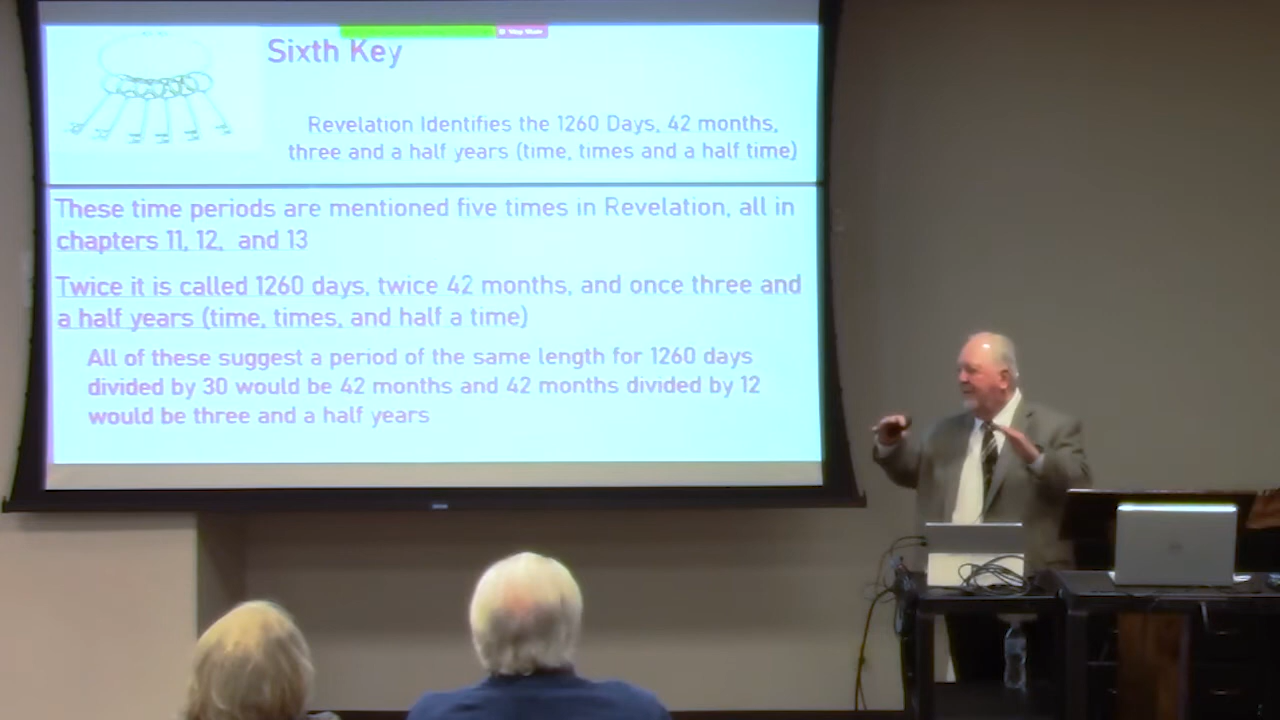 Sixth Key
Revelation Identifies the 1260 Days, 42 months,
three and a half years (time, times and a half time)
These time periods are mentioned five times in Revelation, all in
chapters 11, 12, and 13
Twice it is called 1260 days, twice 42 months, and once three and
a half years (time, times, and half a time)
All of these suggest a period of the same length for 1260 days
divided by 30 would be 42 months and 42 months divided by 12
would be three and a half years